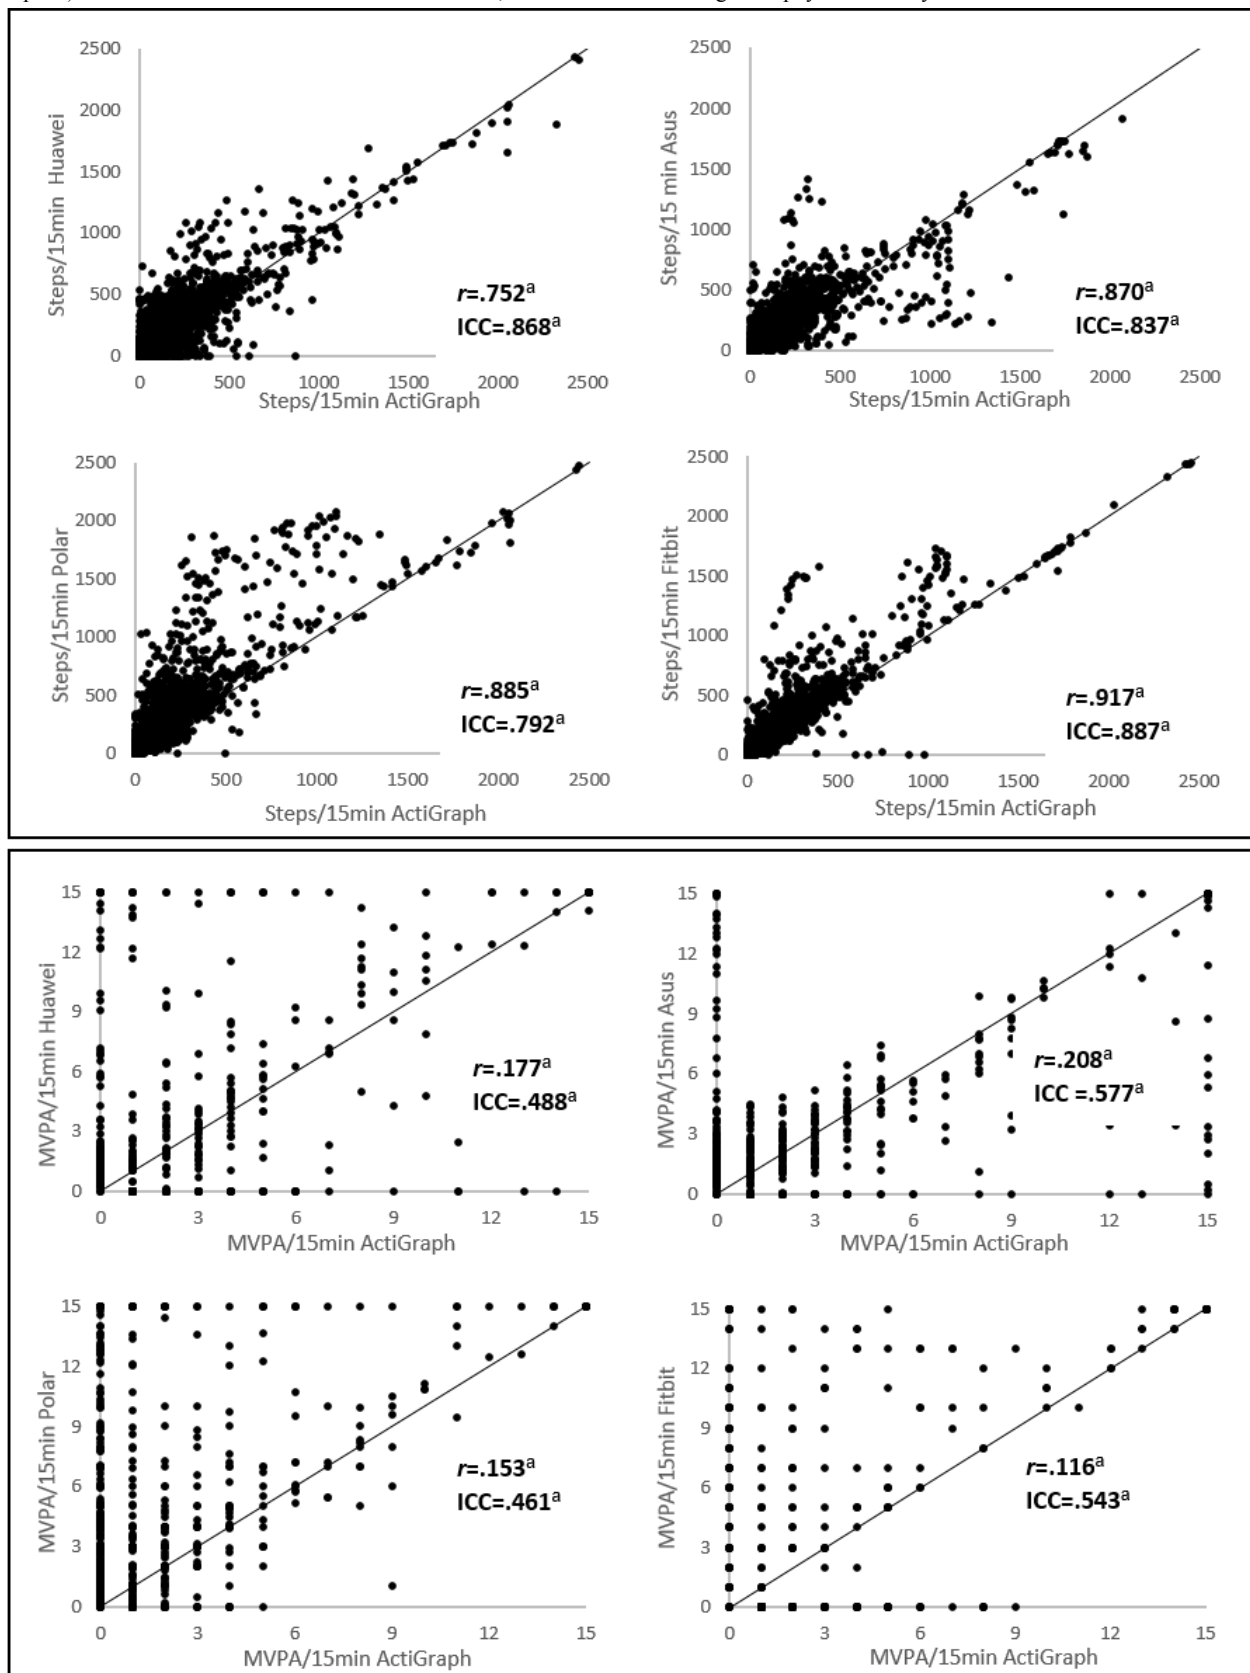 2500
2000
1500
1000
500
0
Steps/15min Huawei
r=.752a
ICC=.868a
0 500 1000 1500 2000 2500
Steps/15min ActiGraph
2500
2000
1500
1000
500
0
Steps/15 min Asus
r=.870a
ICC=.837a
0 500 1000 1500 2000 2500
Steps/15min ActiGraph
2500
2000
1500
1000
500
0
Steps/15min Polar
r=.885a
ICC=.792a
0 500 1000 1500 2000 2500
Steps/15min ActiGraph
2500
2000
1500
1000
500
0
Steps/15min Fitbit
r=.917a
ICC=.887a
0 500 1000 1500 2000 2500
Steps/15min ActiGraph
15
12
9
6
3
0
MVPA/15min Huawei
r=.177a
ICC=.488a
0 3 6 9 12 15
MVPA/15min ActiGraph
15
12
9
6
3
0
MVPA/15min Asus
r=.208a
ICC =.577a
0 3 6 9 12 15
MVPA/15min ActiGraph
15
12
9
6
3
0
MVPA/15min Polar
r=.153a
ICC=.461a
0 3 6 9 12 15
MVPA/15min ActiGraph
15
12
9
6
3
0
MVPA/15min Fitbit
r=.116a
ICC=.543a
0 3 6 9 12 15
MVPA/15min ActiGraph